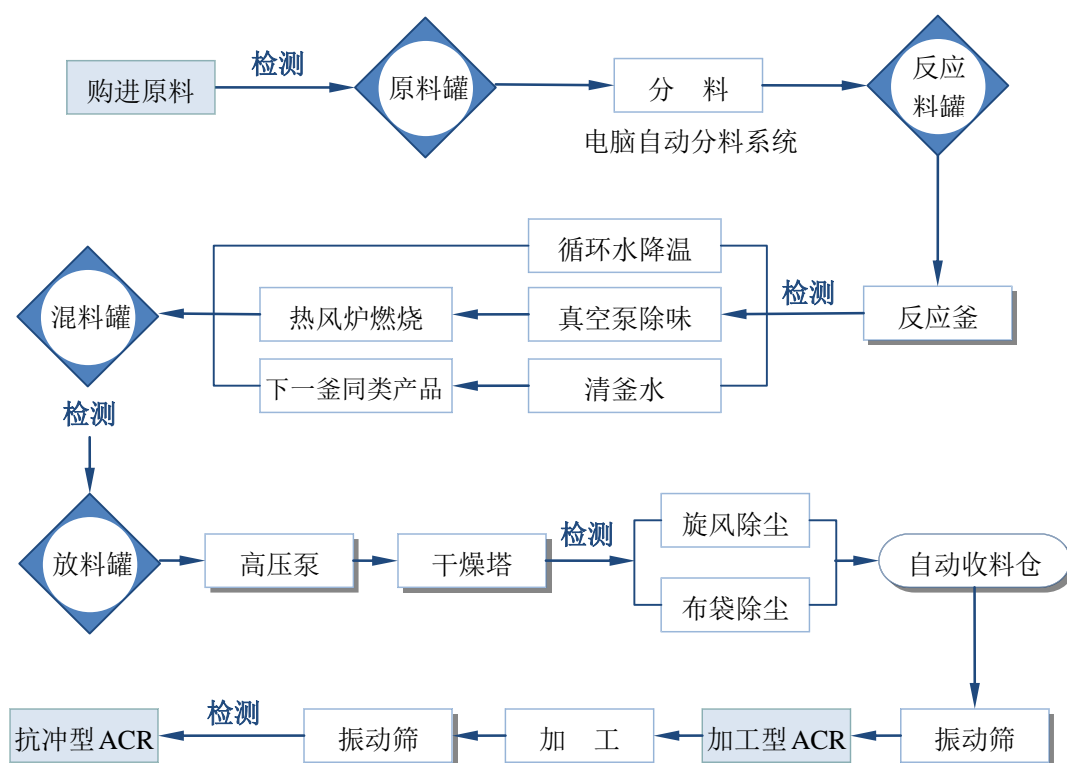 购进原料
检测
原料罐
分 料
电脑自动分料系统
反应
料罐
反应釜
检测
循环水降温
真空泵除味
清釜水
热风炉燃烧
下一釜同类产品
混料罐
检测
放料罐
高压泵
干燥塔
检测
旋风除尘
布袋除尘
自动收料仓
振动筛
加工型ACR
加 工
振动筛
检测
抗冲型ACR